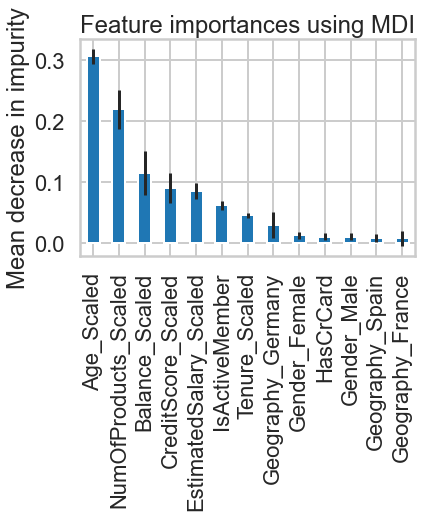 Feature importances using MDI
Mean decrease in impurity
0.3
0.2
0.1
0.0
Age_Scaled
NumOfProducts_Scaled
Balance_Scaled
CreditScore_Scaled
EstimatedSalary_Scaled
IsActiveMember
Tenure_Scaled
Geography_Germany
Gender_Female
HasCrCard
Gender_Male
Geography_Spain
Geography_France